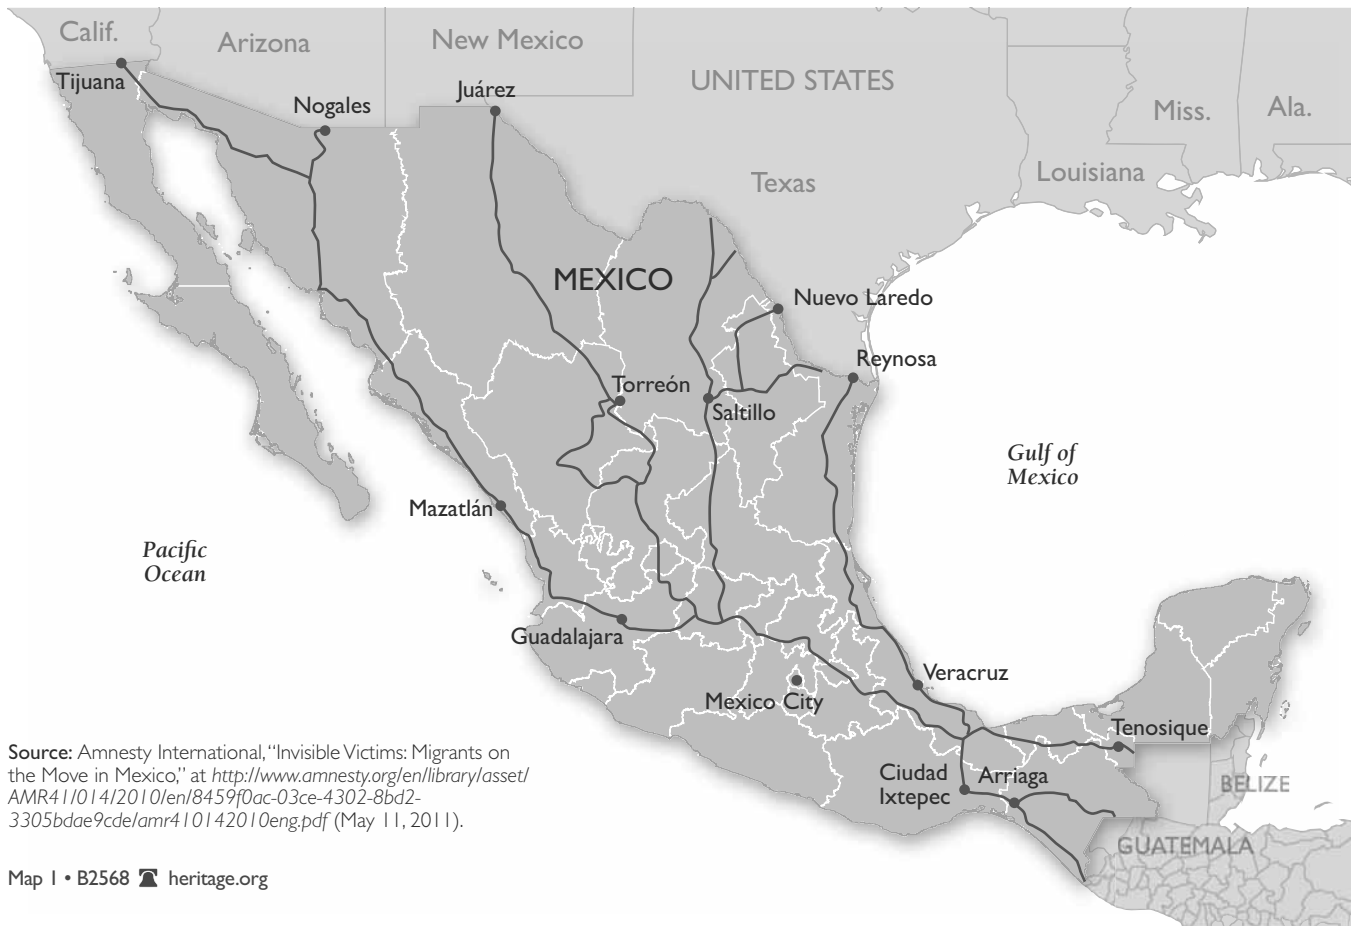 Calif.
Arizona
New Mexico
UNITED STATES
Miss.
Ala.
Tijuana
Nogales
Juárez
Texas
Louisiana
MEXICO
Nuevo Laredo
Reynosa
Torreón
Saltillo
Gulf of
Mexico
Mazatlán
Pacific
Ocean
Guadalajara
Mexico City
Veracruz
Tenosique
Ciudad
Ixtepec
Arriaga
BELIZE
GUATEMALA
Source: Amnesty International, “Invisible Victims: Migrants on
the Move in Mexico,” at http://www.amnesty.org/en/library/asset/
AMR41/014/2010/en/8459f0ac-03ce-4302-8bd2-
3305bdae9cde/amr410142010eng.pdf (May 11, 2011).
Map 1 • B2568 heritage.org